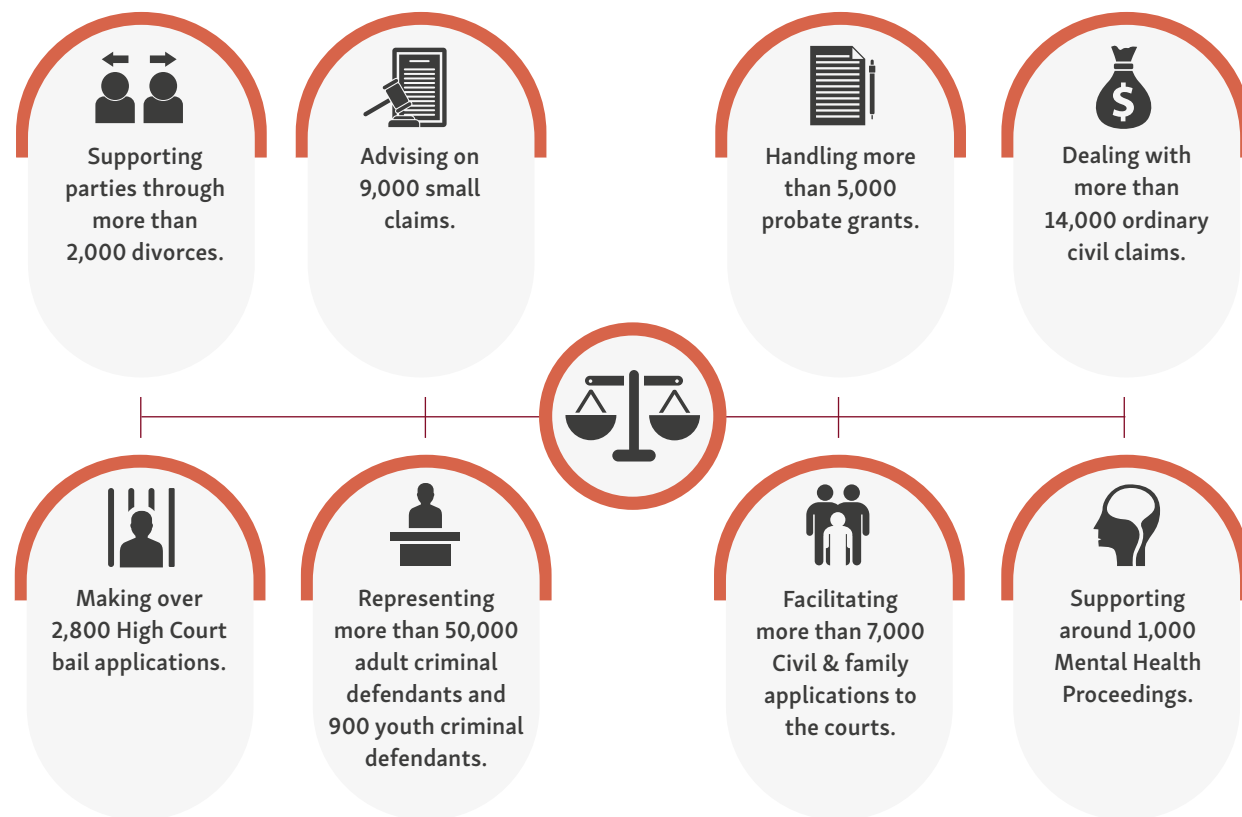 Supporting
parties through
more than
2,000 divorces.
Advising on
9,000 small
claims.
Handling more
than 5,000
probate grants.
$
Dealing with
more than
14,000 ordinary
civil claims.
Making over
2,800 High Court
bail applications.
Representing
more than 50,000
adult criminal
defendants and
900 youth criminal
defendants.
Facilitating
more than 7,000
Civil & family
applications to
the courts.
Supporting
around 1,000
Mental Health
Proceedings.